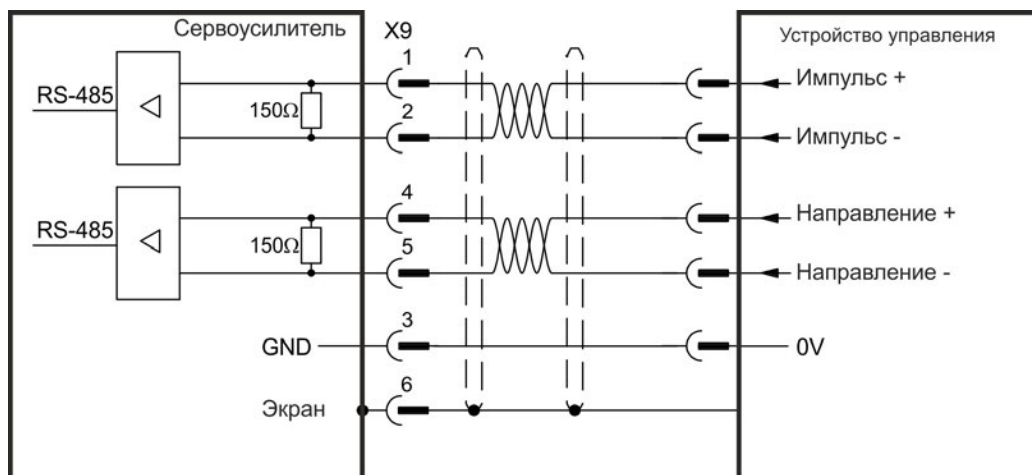 Сервоусилитель
X9
Устройство управления
1
Импульс +
RS-485
150Ω
2
Импульс -
4
Направление +
RS-485
150Ω
5
Направление -
3
GND
0V
6
Экран